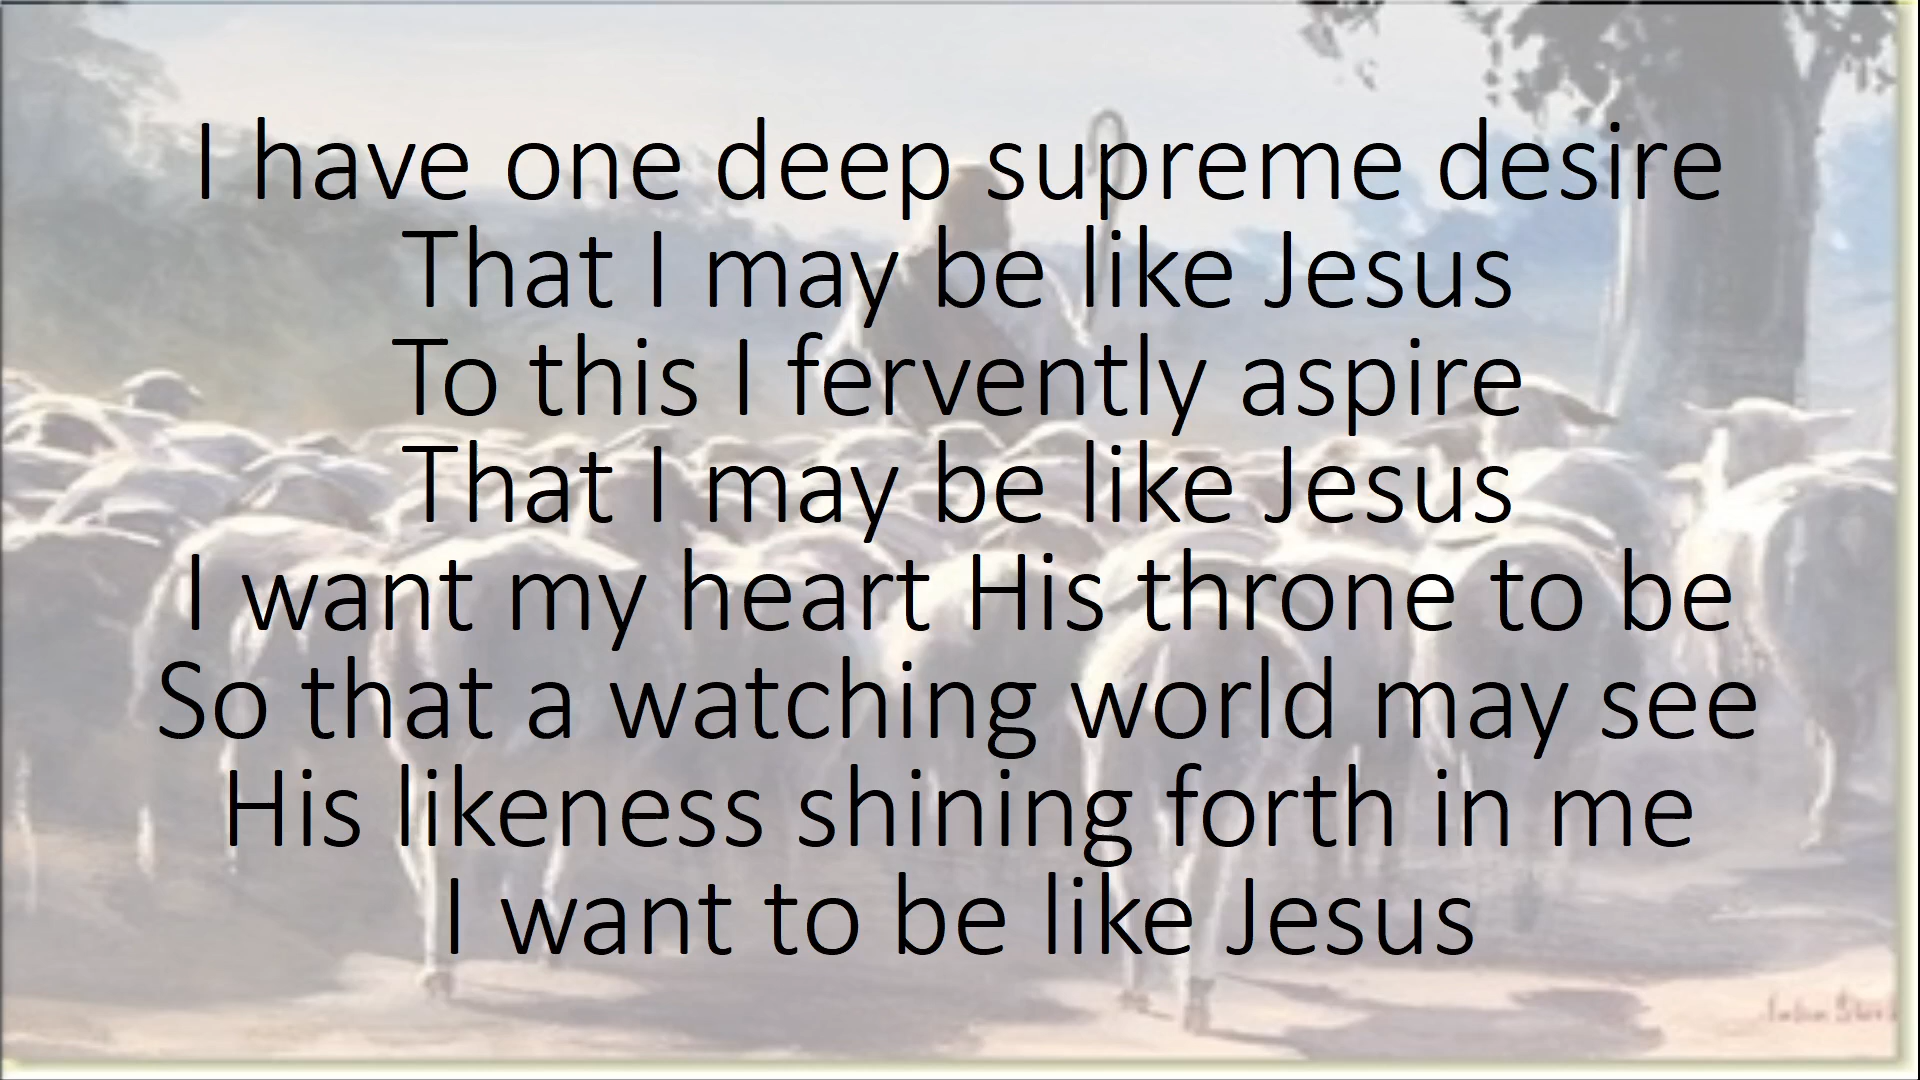 I have one deep supreme desire
That I may be like Jesus
To this I fervently aspire
That I may be like Jesus
I want my heart His throne to be
So that a watching world may see
His likeness shining forth in me
I want to be like Jesus